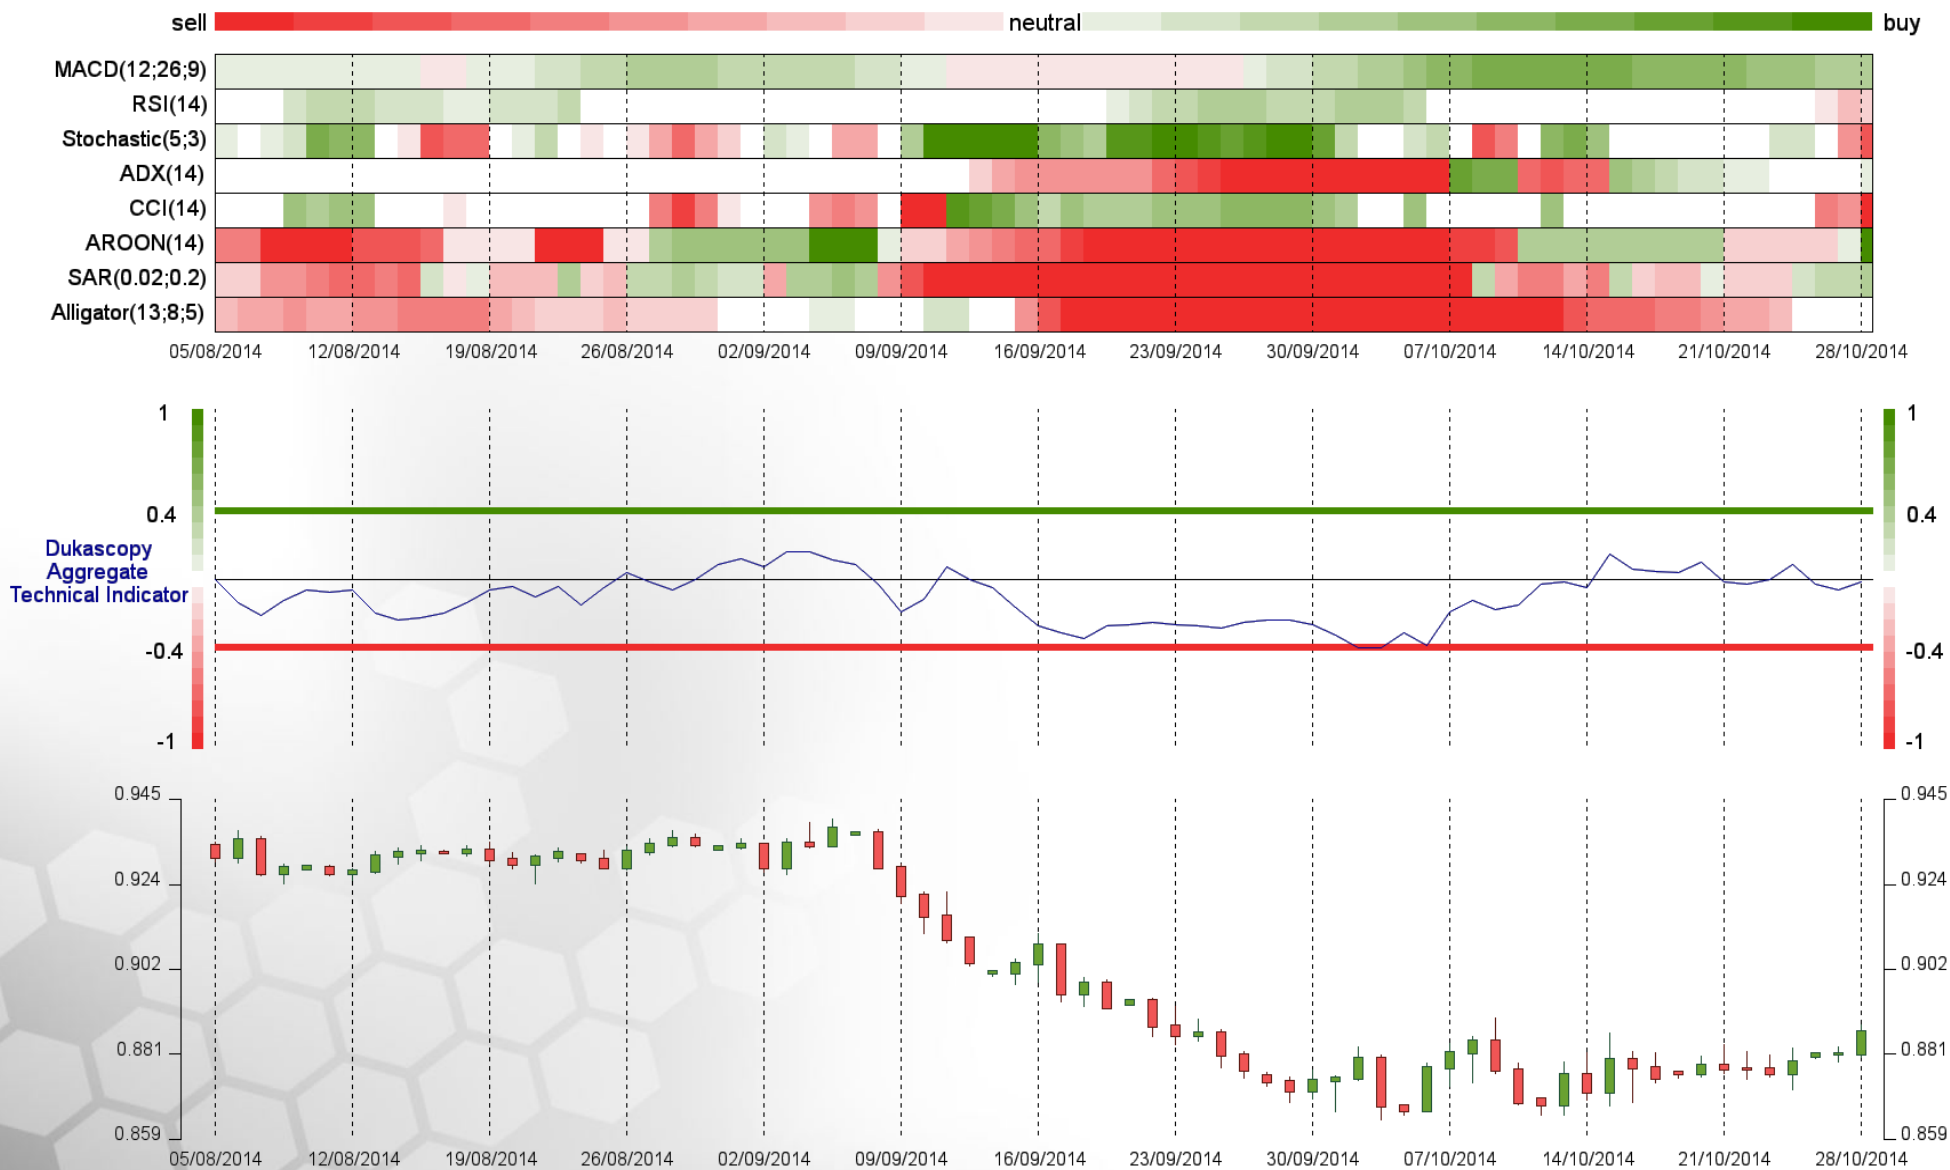 sell neutral buy
MACD(12;26;9)
RSI(14)
Stochastic(5;3)
ADX(14)
CCI(14)
AROON(14)
SAR(0.02;0.2)
Alligator(13;8;5)
05/08/2014 12/08/2014 19/08/2014 26/08/2014 02/09/2014 09/09/2014 16/09/2014 23/09/2014 30/09/2014 07/10/2014 14/10/2014 21/10/2014 28/10/2014
1 1
0.4 0.4
Dukascopy
Aggregate
Technical Indicator
-0.4 -0.4
-1 -1
0.945 0.945
0.924 0.924
0.902 0.902
0.881 0.881
0.859 0.859
05/08/2014 12/08/2014 19/08/2014 26/08/2014 02/09/2014 09/09/2014 16/09/2014 23/09/2014 30/09/2014 07/10/2014 14/10/2014 21/10/2014 28/10/2014